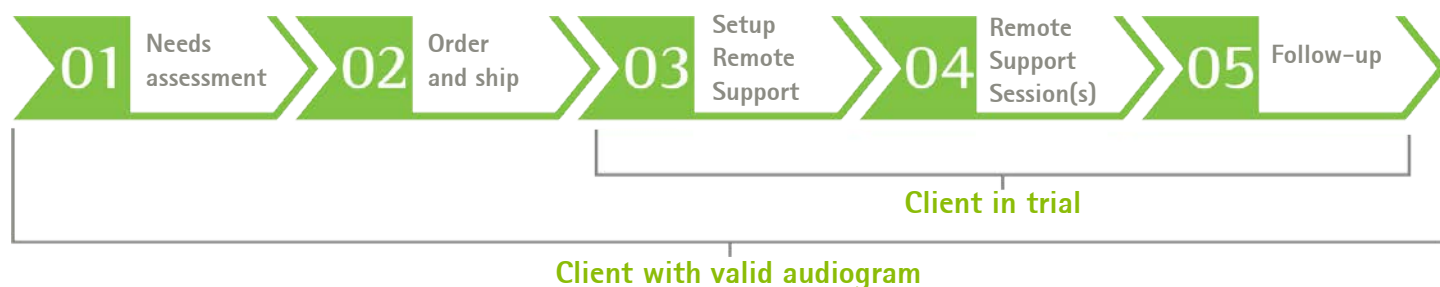 01
Needs
assessment
02
Order
and ship
03
Setup
Remote
Support
04
Remote
Support
Session(s)
05
Follow-up
Client in trial
Client with valid audiogram